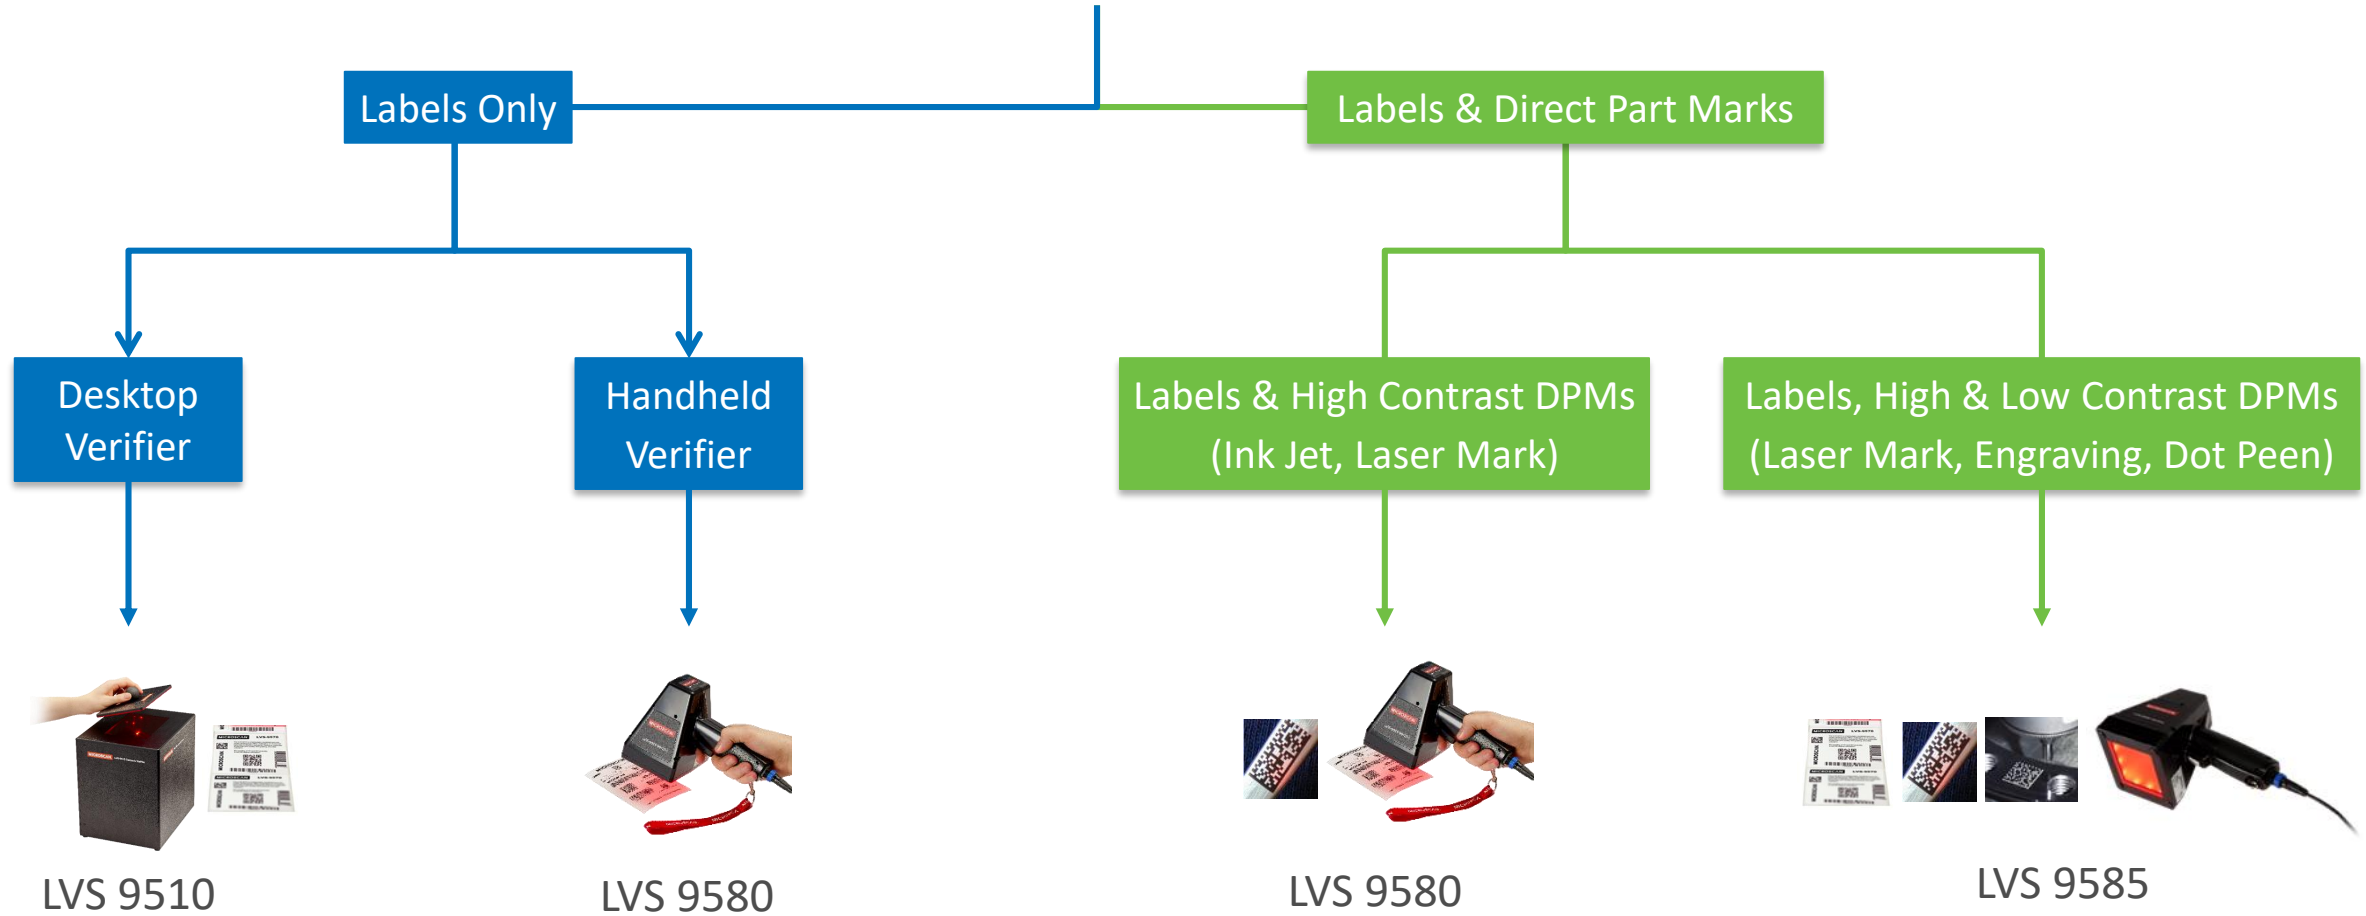 Labels Only
Labels & Direct Part Marks
Desktop
Verifier
Handheld
Verifier
Labels & High Contrast DPMs
(Ink Jet, Laser Mark)
Labels, High & Low Contrast DPMs
(Laser Mark, Engraving, Dot Peen)
LVS 9510
LVS 9580
LVS 9580
LVS 9585